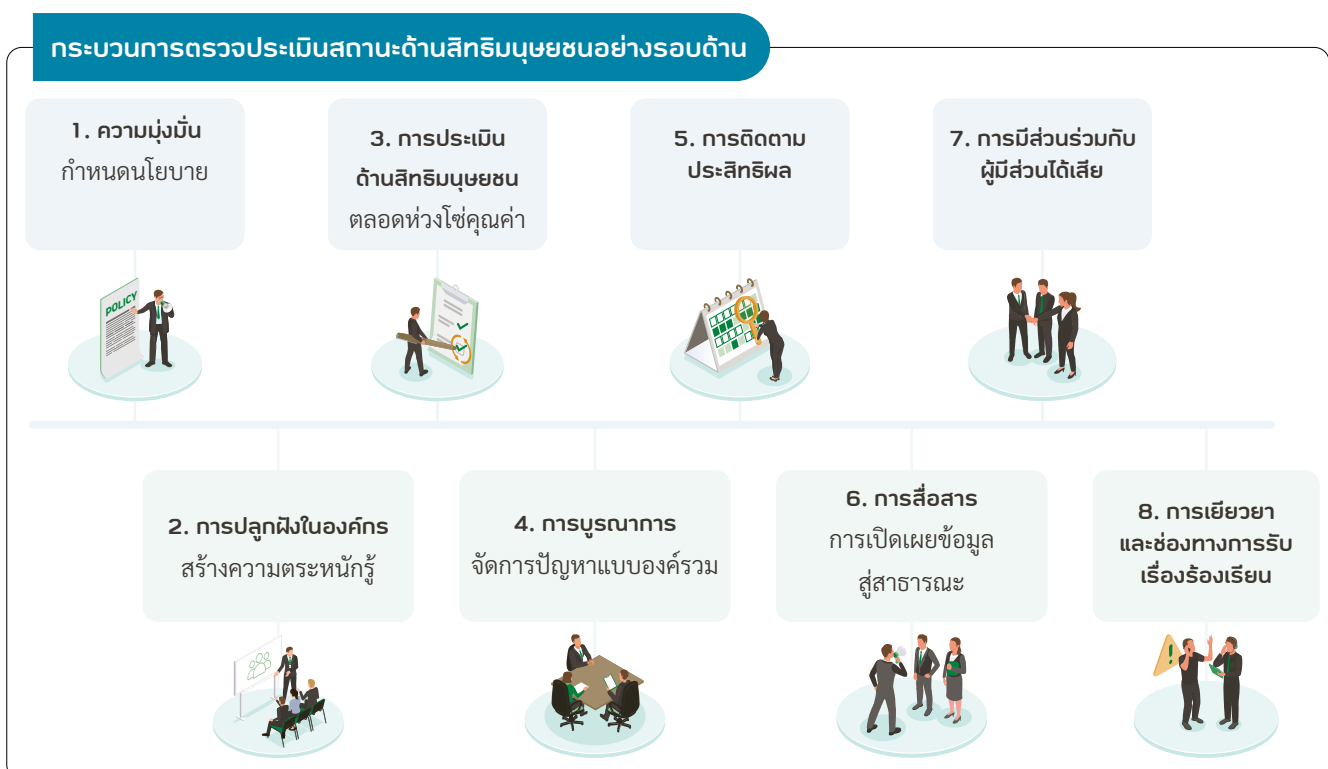 กระบวนการตรวจประเมินสถานะด้านสิทธิมนุษยชนอย่างรอบด้าน
1. ความมุ่งมั่น
กำหนดนโยบาย
POLICY
2. การปลูกฝังในองค์กร
สร้างความตระหนักรู้
3. การประเมิน
ด้านสิทธิมนุษยชน
ตลอดห่วงโซ่คุณค่า
4. การบูรณาการ
จัดการปัญหาแบบองค์รวม
5. การติดตาม
ประสิทธิผล
6. การสื่อสาร
การเปิดเผยข้อมูล
สู่สาธารณะ
7. การมีส่วนร่วมกับ
ผู้มีส่วนได้เสีย
8. การเยียวยา
และช่องทางการรับ
เรื่องร้องเรียน